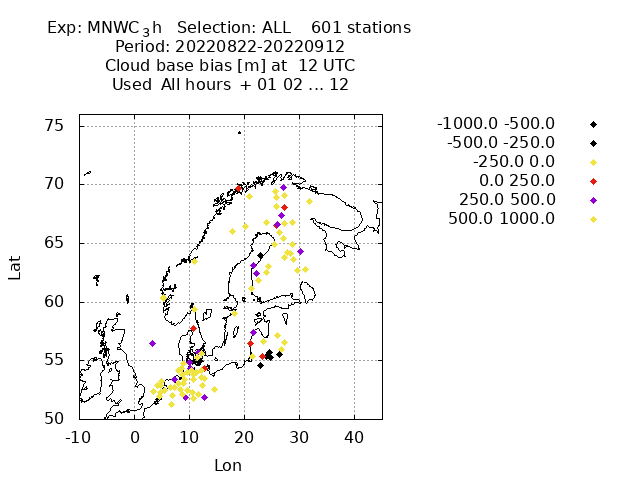 Exp: MNWC3h Selection: ALL 601 stations
Period: 20220822-20220912
Cloud base bias [m] at 12 UTC
Used All hours + 01 02 ... 12
-1000.0 -500.0
-500.0 -250.0
-250.0 0.0
0.0 250.0
250.0 500.0
500.0 1000.0
75
70
65
60
55
50
Lat
-10 0 10 20 30 40
Lon